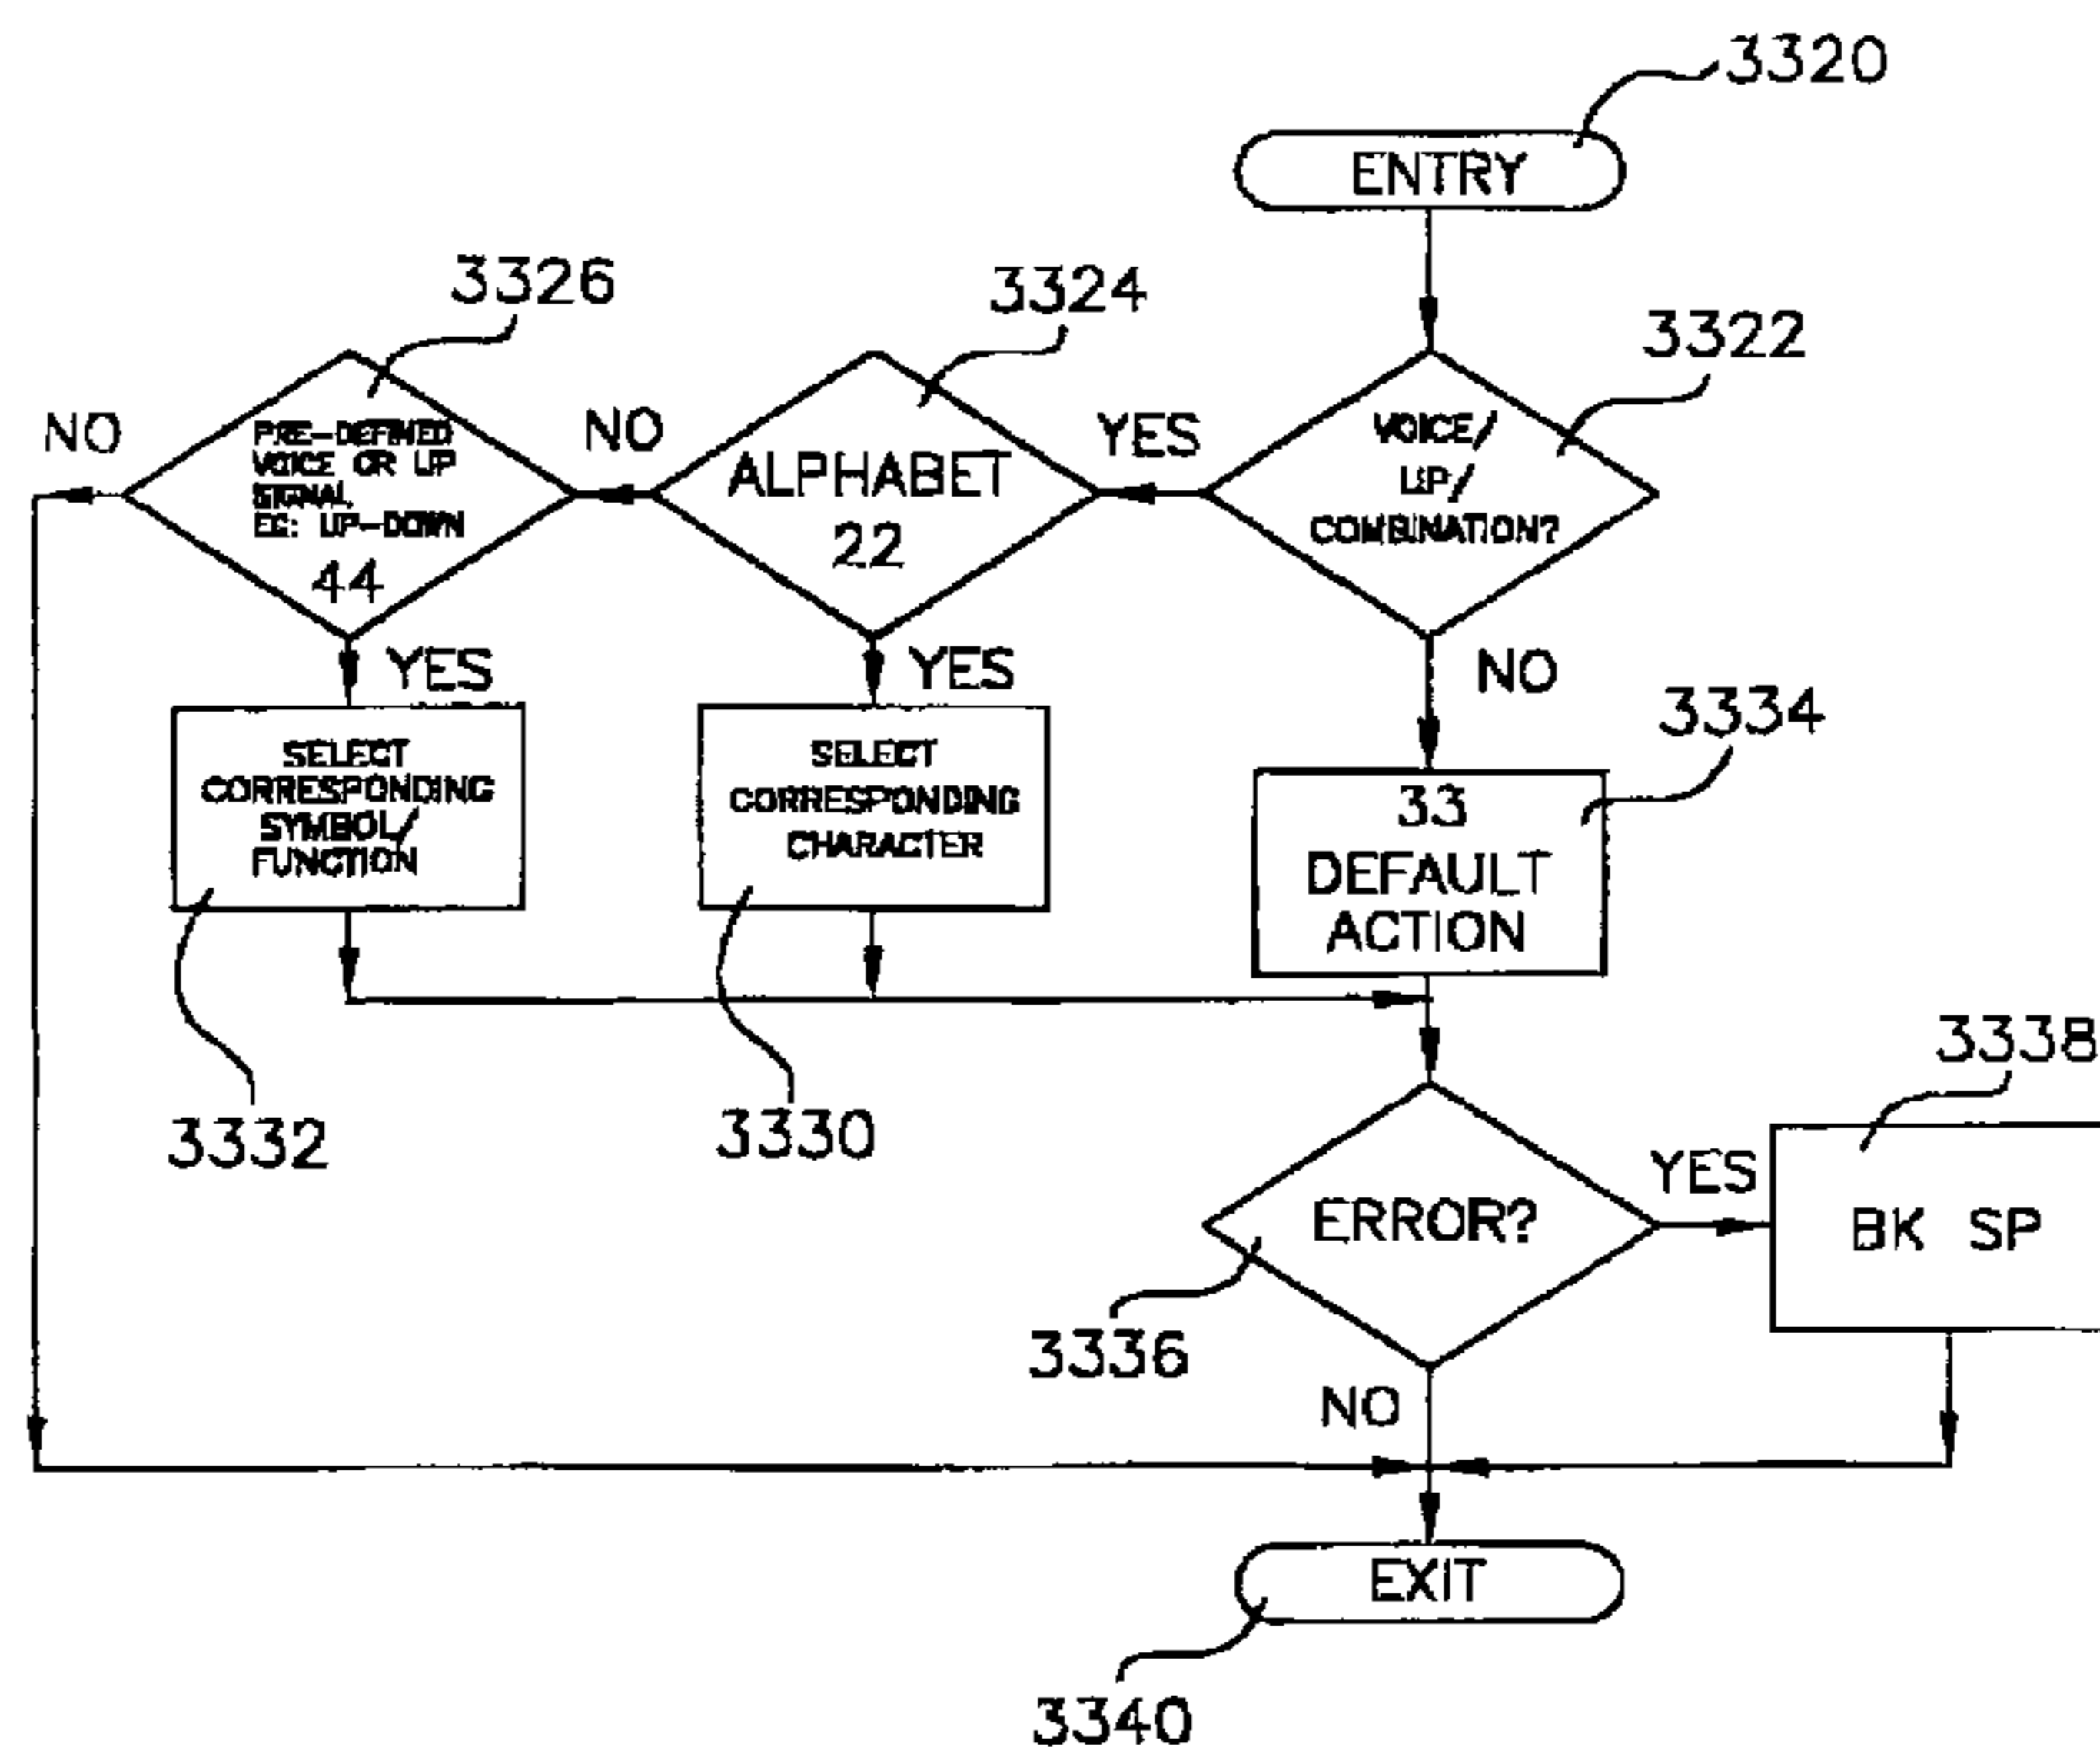 3320
ENTRY
3326
3324
3322
NO
PRE-DEFINED
VOICE OR LIP
SIGNAL
EG: UP-DOWN
44
NO
ALPHABET
22
YES
VOICE/
LIP/
COMBINATION?
YES
YES
NO
3334
SELECT
CORRESPONDING
SYMBOL/
FUNCTION
SELECT
CORRESPONDING
CHARACTER
33
DEFAULT
ACTION
3332
3330
3338
ERROR?
YES
BK SP
3336
NO
EXIT
3340